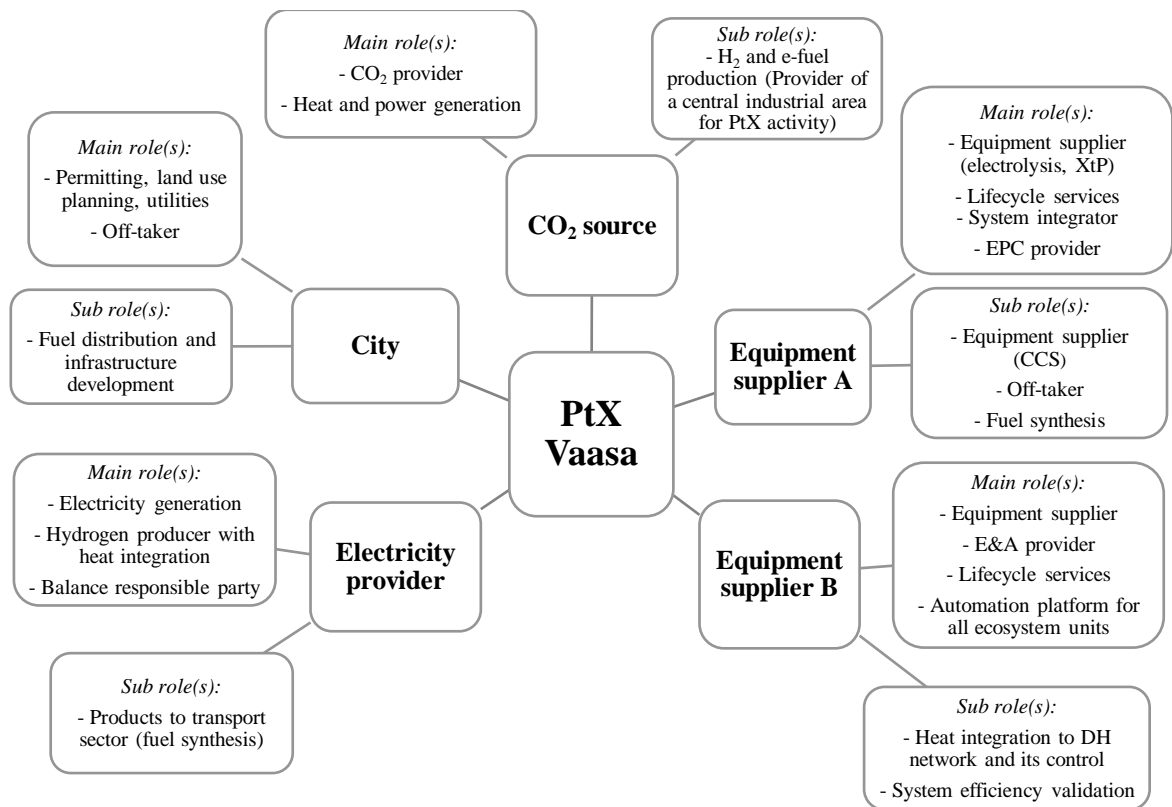 Main role(s):
- CO₂ provider
- Heat and power generation
Sub role(s):
- H₂ and e-fuel
production (Provider of
a central industrial area
for PtX activity)
CO₂ source
Main role(s):
- Permitting, land use
planning, utilities
- Off-taker
Sub role(s):
- Fuel distribution and
infrastructure
development
City
Main role(s):
- Equipment supplier
(electrolysis, XtP)
- Lifecycle services
- System integrator
- EPC provider
Sub role(s):
- Equipment supplier
(CCS)
- Off-taker
- Fuel synthesis
Equipment
supplier A
PtX
Vaasa
Main role(s):
- Electricity generation
- Hydrogen producer with
heat integration
- Balance responsible party
Electricity
provider
Sub role(s):
- Products to transport
sector (fuel synthesis)
Equipment
supplier B
Main role(s):
- Equipment supplier
- E&A provider
- Lifecycle services
- Automation platform for
all ecosystem units
Sub role(s):
- Heat integration to DH
network and its control
- System efficiency validation